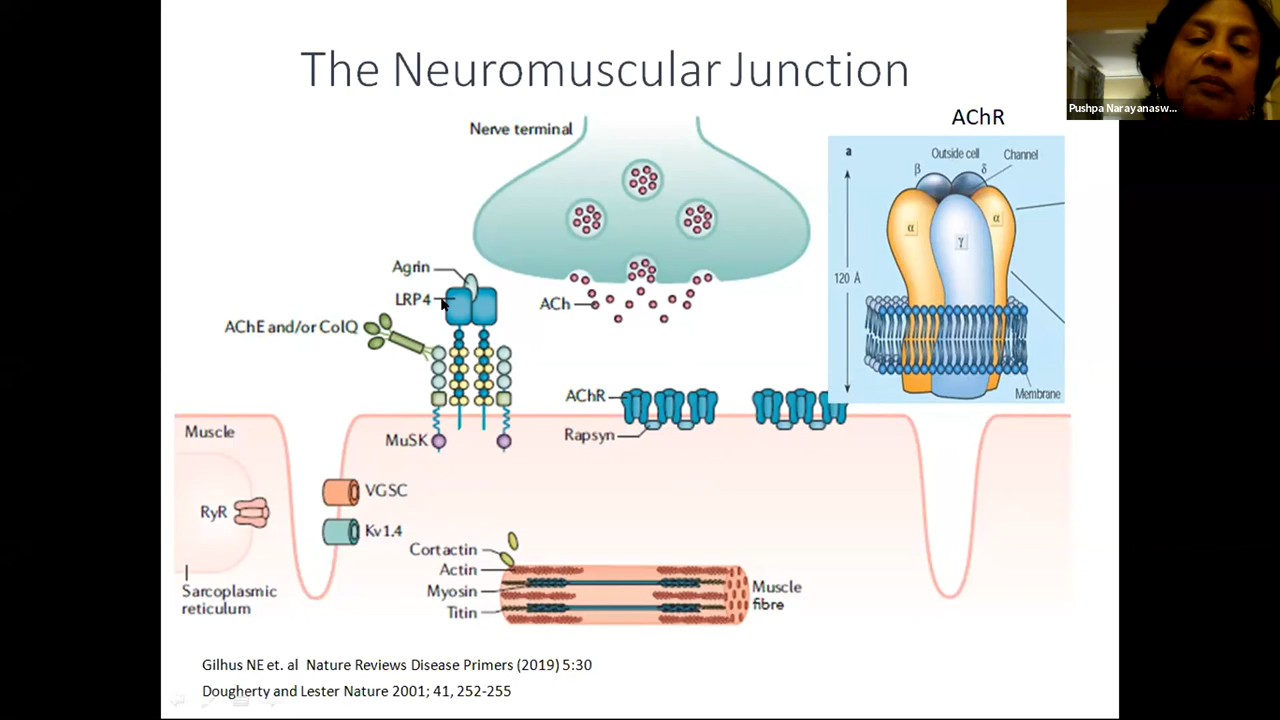 The Neuromuscular Junction
Pushpa Narayanasw...
AChR
Nerve terminal
a
Outside cell
Channel
β
δ
α
α
γ
120 Å
Membrane
Agrin
LRP4
ACh
AChE and/or ColQ
AChR
Rapsyn
MuSK
Muscle
VGSC
RyR
Kv1.4
Cortactin
Actin
Myosin
Titin
Muscle
fibre
Sarcoplasmic
reticulum
Gilhus NE et. al Nature Reviews Disease Primers (2019) 5:30
Dougherty and Lester Nature 2001; 41, 252-255